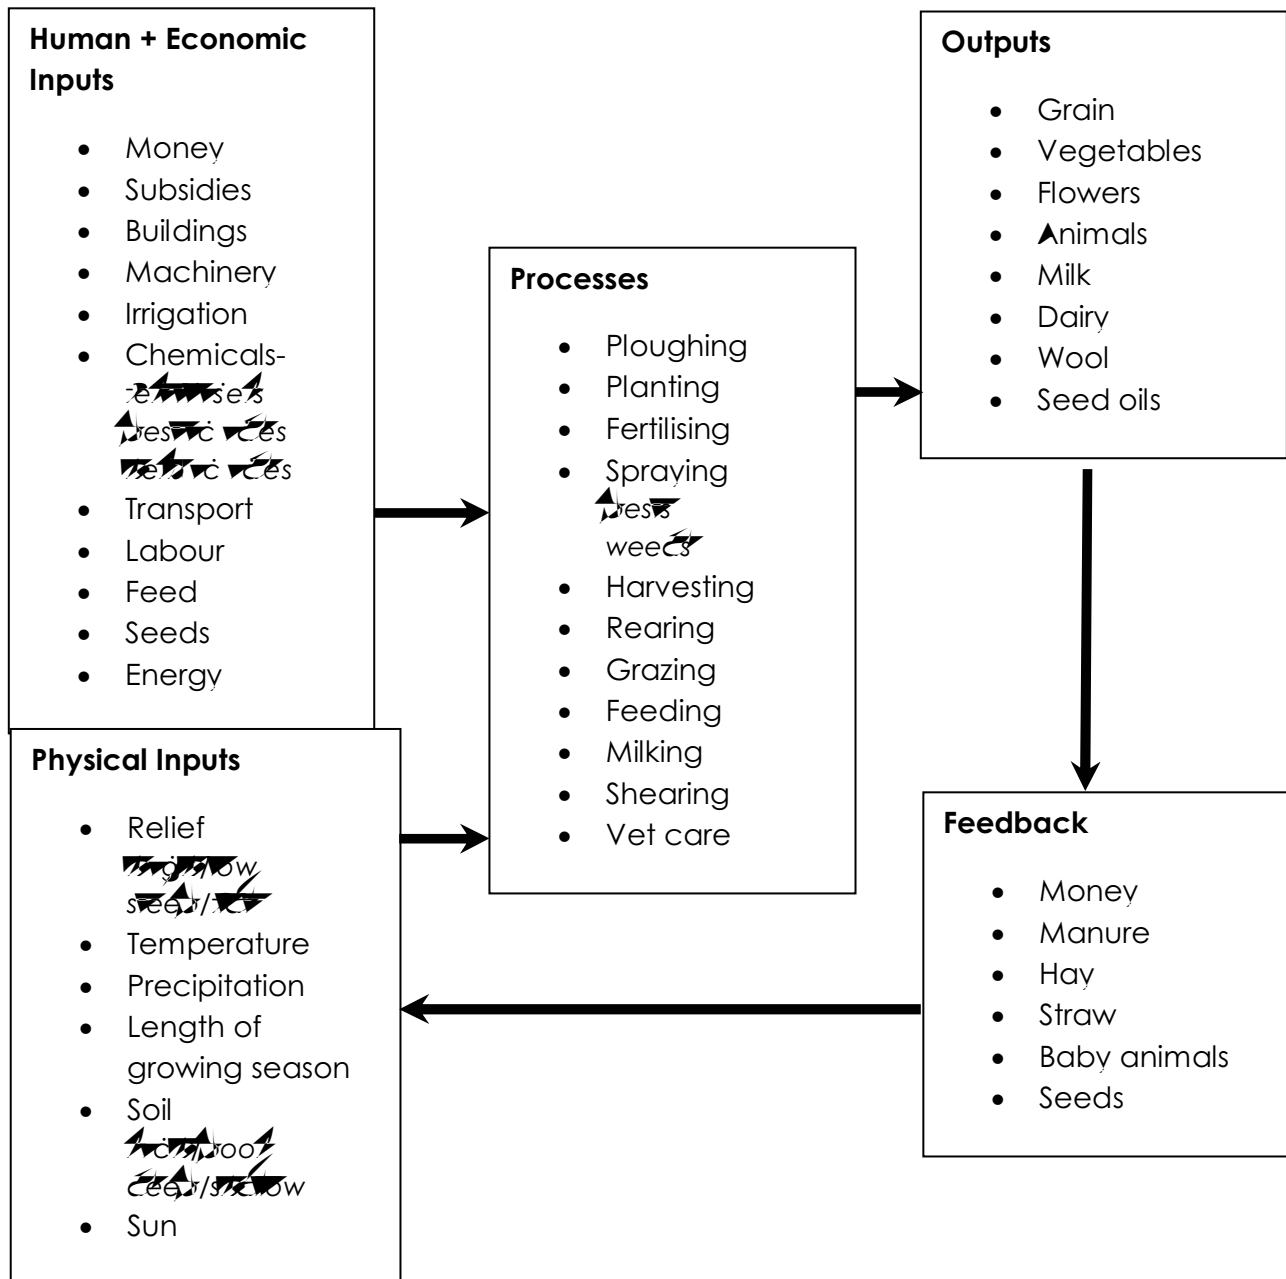 Human + Economic
Inputs
• Money
• Subsidies
• Buildings
• Machinery
• Irrigation
• Chemicals-
• Transport
• Labour
• Feed
• Seeds
• Energy
Physical Inputs
• Relief
• Temperature
• Precipitation
• Length of
growing season
• Soil
• Sun
Processes
• Ploughing
• Planting
• Fertilising
• Spraying
weeds
• Harvesting
• Rearing
• Grazing
• Feeding
• Milking
• Shearing
• Vet care
Outputs
• Grain
• Vegetables
• Flowers
• Animals
• Milk
• Dairy
• Wool
• Seed oils
Feedback
• Money
• Manure
• Hay
• Straw
• Baby animals
• Seeds